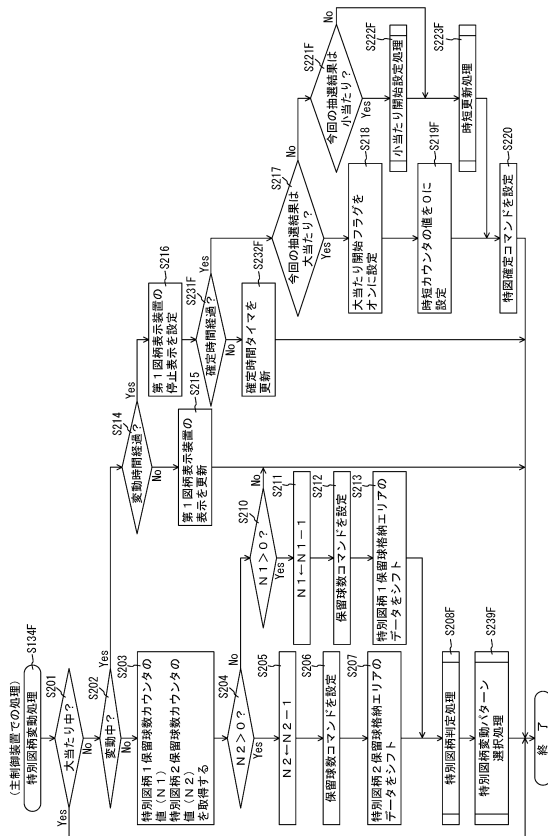 (主制御装置での処理)
特別図柄変動処理
S134F
S201
大当たり中?
Yes
No
S202
変動中?
Yes
No
S203
特別図柄1保留球数カウンタの
値(N1)
特別図柄2保留球数カウンタの
値(N2)
を取得する
S204
N2>0?
No
Yes
S205
N2←N2-1
S206
保留球数コマンドを設定
S207
特別図柄2保留球格納エリアの
データをシフト
S210
N1>0?
No
Yes
S211
N1←N1-1
S212
保留球数コマンドを設定
S213
特別図柄1保留球格納エリアの
データをシフト
S208F
特別図柄判定処理
S239F
特別図柄変動パターン
選択処理
S214
変動時間経過?
Yes
No
S215
第1図柄表示装置の
表示を更新
S216
第1図柄表示装置の
停止表示を設定
S231F
確定時間経過?
Yes
No
S232F
確定時間タイマを
更新
S217
今回の抽選結果は
大当たり?
No
Yes
S218
大当たり開始フラグを
オンに設定
S219F
時短カウンタの値を0に
設定
S221F
今回の抽選結果は
小当たり?
No
Yes
S222F
小当たり開始設定処理
S223F
時短更新処理
S220
特図確定コマンドを設定
終了